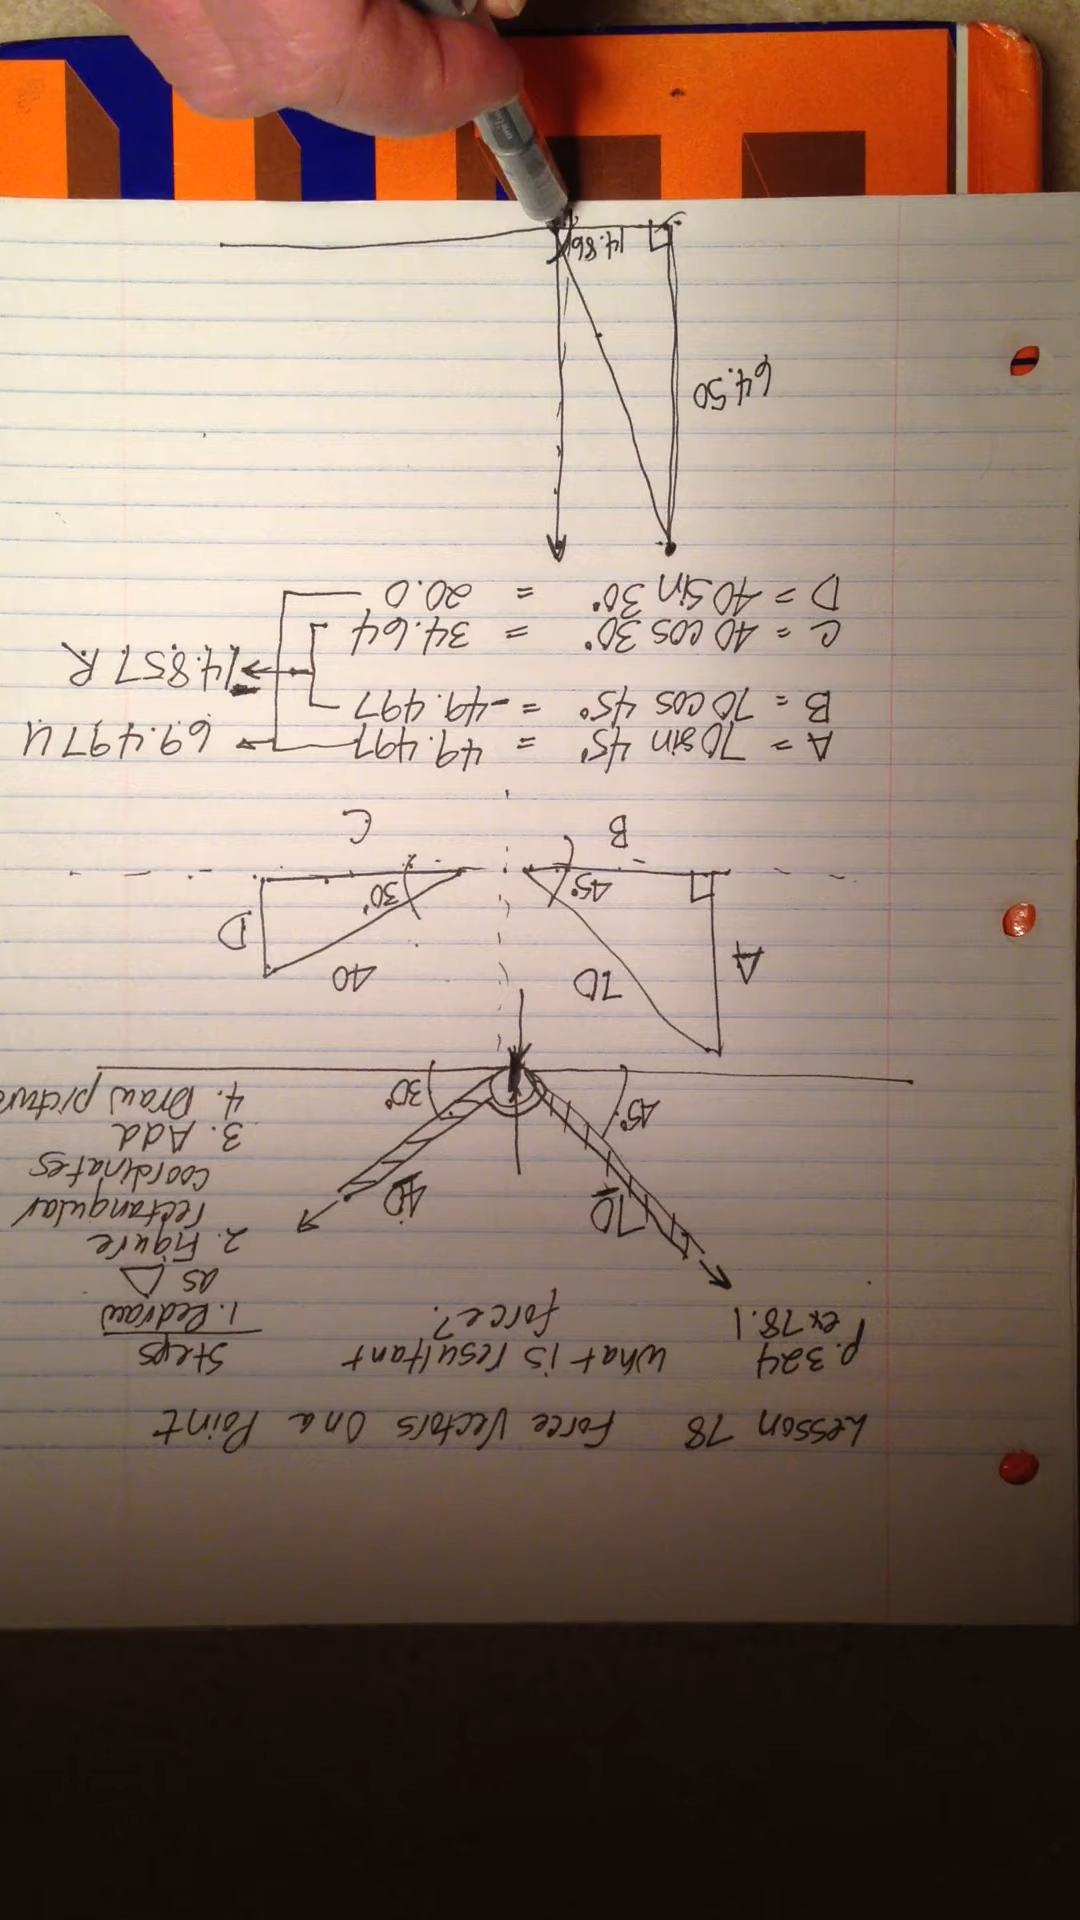 Lesson 78 Force Vectors On a Point
p. 324 What is resultant
ex 78.1 force?
Steps
1. Redraw
as
2. Figure
rectangular
coordinates
3. Add
4. Draw picture
70
40
45°
30°
A
70
45°
B
40
30°
D
C
A = 70 sin 45° = 49.497
B = 70 cos 45° = -49.497
C = 40 cos 30° = 34.64
D = 40 sin 30° = 20.0
69.497 U
14.857 R
64.50
14.86